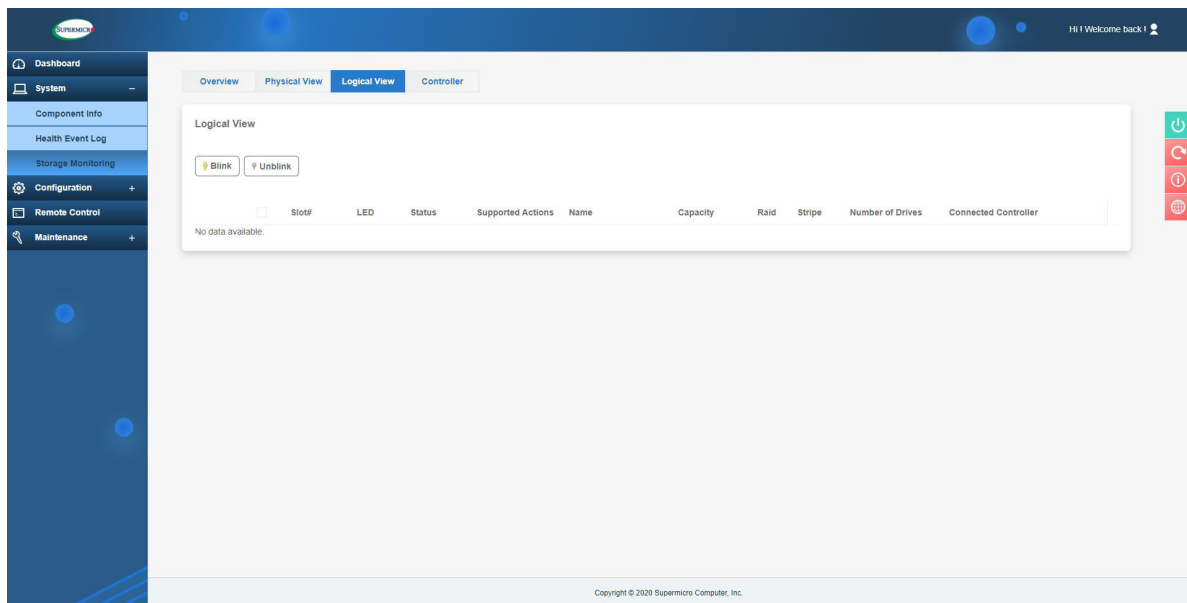 SUPERMICR
Hi ! Welcome back !
Dashboard
System −
Component Info
Health Event Log
Storage Monitoring
Configuration +
Remote Control
Maintenance +
Overview Physical View Logical View Controller
Logical View
Blink Unblink
Slot# LED Status Supported Actions Name Capacity Raid Stripe Number of Drives Connected Controller
No data available.
Copyright © 2020 Supermicro Computer, Inc.